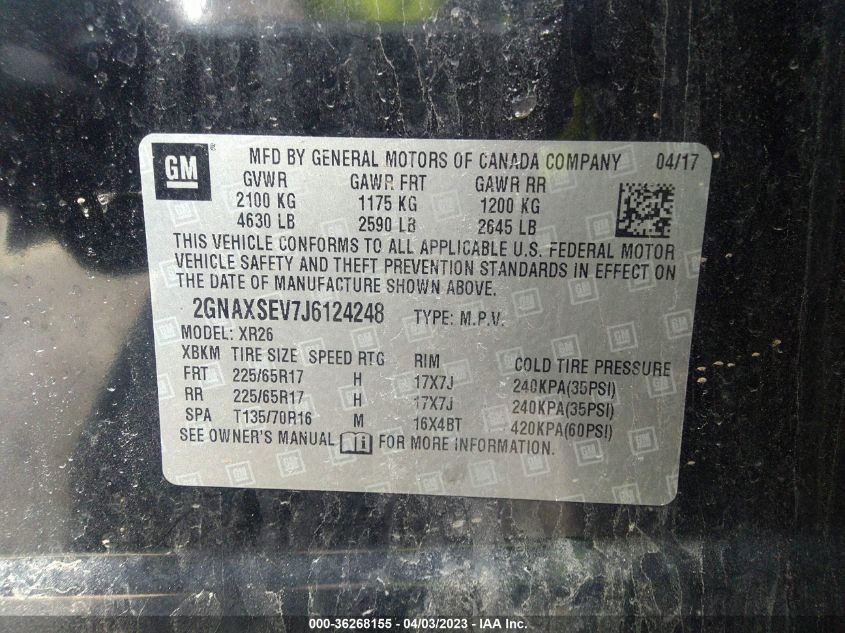 GM ® MFD BY GENERAL MOTORS OF CANADA COMPANY 04/17
GVWR GAWR FRT GAWR RR
2100 KG 1175 KG 1200 KG
4630 LB 2590 LB 2645 LB
THIS VEHICLE CONFORMS TO ALL APPLICABLE U.S. FEDERAL MOTOR
VEHICLE SAFETY AND THEFT PREVENTION STANDARDS IN EFFECT ON
THE DATE OF MANUFACTURE SHOWN ABOVE.
2GNAXSEV7J6124248 TYPE: M.P.V.
MODEL: XR26
XBKM TIRE SIZE SPEED RTG RIM COLD TIRE PRESSURE
FRT 225/65R17 H 17X7J 240KPA(35PSI)
RR 225/65R17 H 17X7J 240KPA(35PSI)
SPA T135/70R16 M 16X4BT 420KPA(60PSI)
SEE OWNER'S MANUAL FOR MORE INFORMATION.
000-36268155 - 04/03/2023 - IAA Inc.